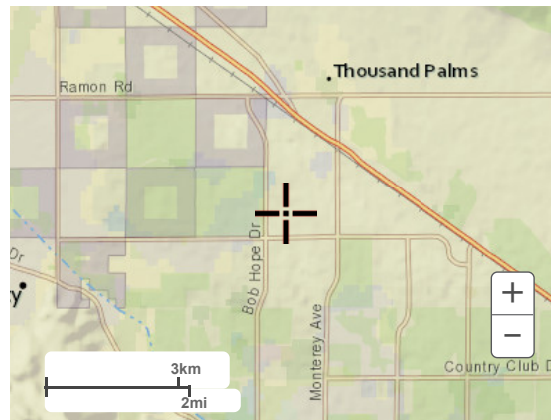 Thousand Palms
Ramon Rd
Bob Hope Dr
Dr
y
Monterey Ave
Country Club D
+
−
3km
2mi